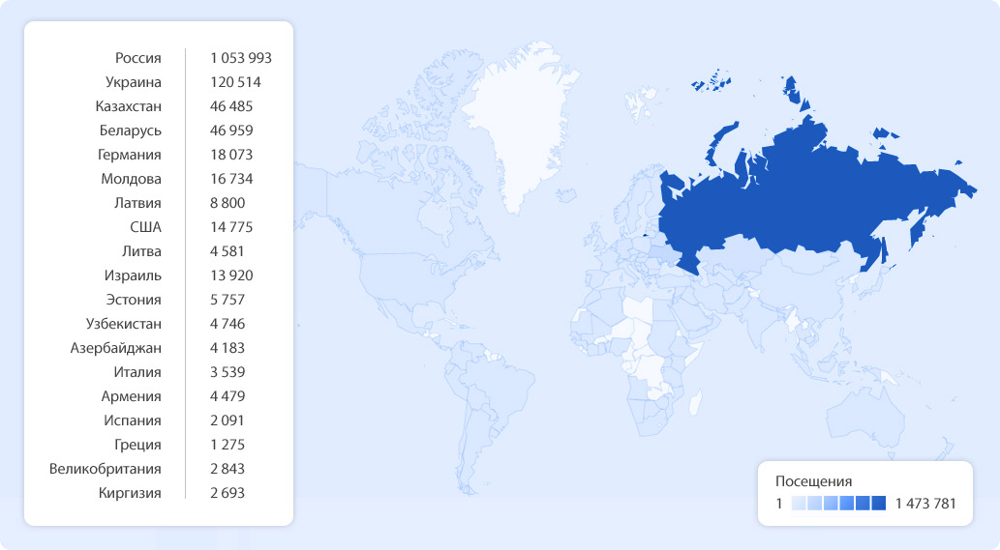 Россия 1 053 993
Украина 120 514
Казахстан 46 485
Беларусь 46 959
Германия 18 073
Молдова 16 734
Латвия 8 800
США 14 775
Литва 4 581
Израиль 13 920
Эстония 5 757
Узбекистан 4 746
Азербайджан 4 183
Италия 3 539
Армения 4 479
Испания 2 091
Греция 1 275
Великобритания 2 843
Киргизия 2 693
Посещения
1 1 473 781